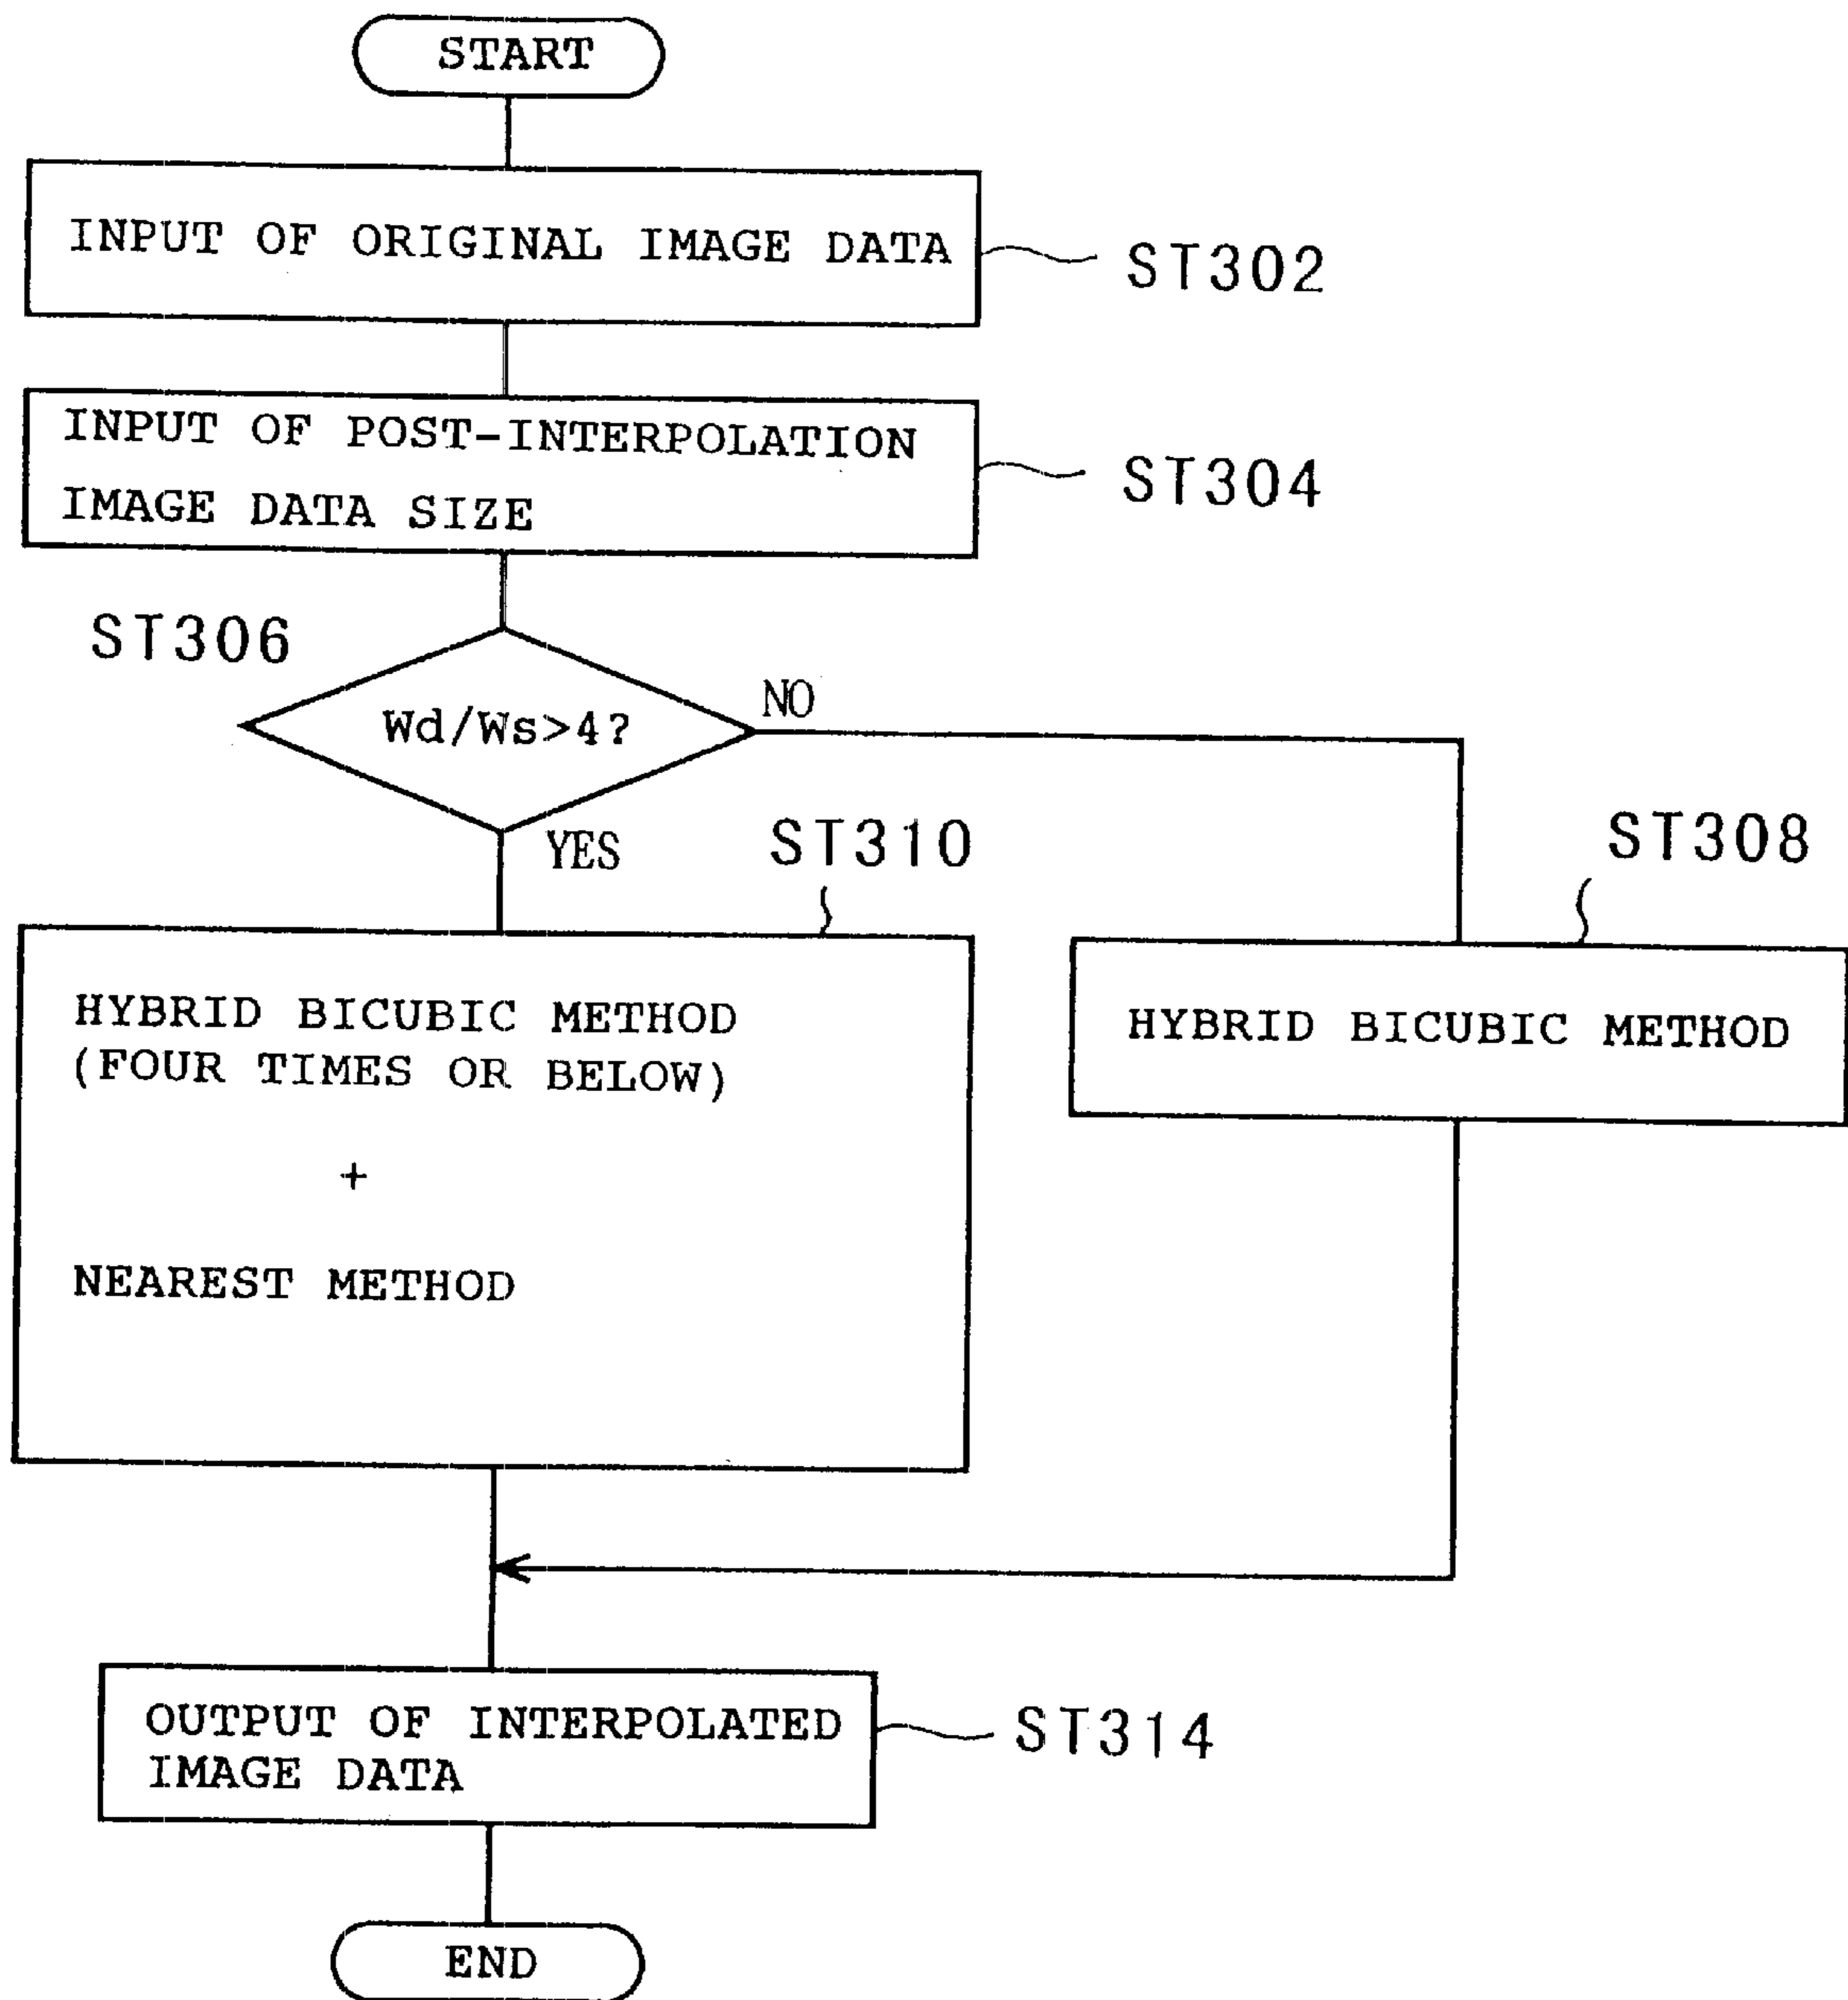 START
INPUT OF ORIGINAL IMAGE DATA
ST302
INPUT OF POST-INTERPOLATION
IMAGE DATA SIZE
ST304
ST306
Wd/Ws>4?
NO
YES
ST310
ST308
HYBRID BICUBIC METHOD
(FOUR TIMES OR BELOW)
+
NEAREST METHOD
HYBRID BICUBIC METHOD
OUTPUT OF INTERPOLATED
IMAGE DATA
ST314
END